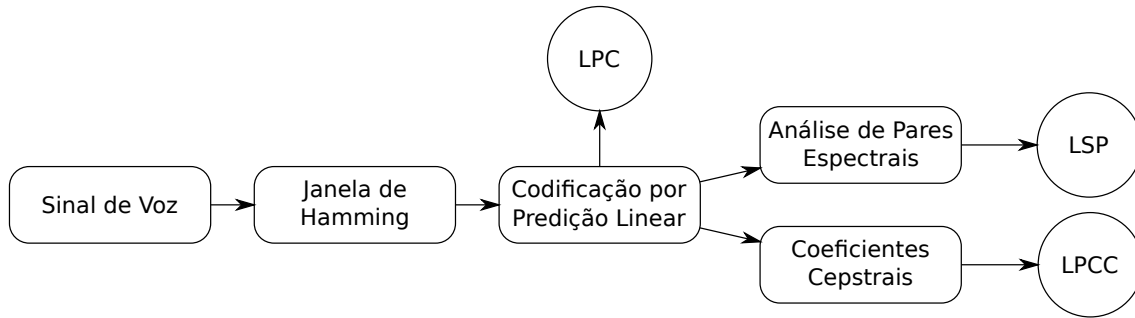 LPC
Análise de Pares
Espectrais
LSP
Sinal de Voz
Janela de
Hamming
Codificação por
Predição Linear
Coeficientes
Cepstrais
LPCC